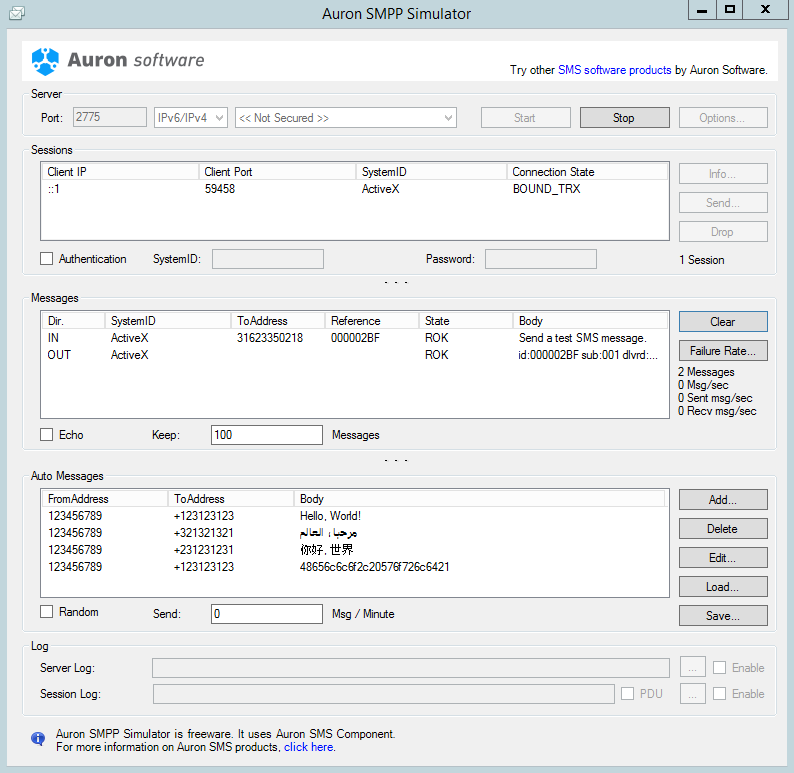 Auron SMPP Simulator
Auron software
Try other SMS software products by Auron Software.
Server
Port: 2775 IPv6/IPv4 << Not Secured >> Start Stop Options...
Sessions
Client IP Client Port SystemID Connection State
::1 59458 ActiveX BOUND_TRX
Info...
Send...
Drop
Authentication SystemID: Password: 1 Session
. . .
Messages
Dir. SystemID ToAddress Reference State Body
IN ActiveX 31623350218 000002BF ROK Send a test SMS message.
OUT ActiveX ROK id:000002BF sub:001 dlvrd:...
Clear
Failure Rate...
2 Messages
0 Msg/sec
0 Sent msg/sec
0 Recv msg/sec
Echo Keep: 100 Messages
. . .
Auto Messages
FromAddress ToAddress Body
123456789 +123123123 Hello, World!
123456789 +321321321 مرحباء العالم
123456789 +231231231 你好, 世界
123456789 +123123123 48656c6c6f2c20576f726c6421
Add...
Delete
Edit...
Load...
Save...
Random Send: 0 Msg / Minute
Log
Server Log: ... Enable
Session Log: PDU ... Enable
Auron SMPP Simulator is freeware. It uses Auron SMS Component.
For more information on Auron SMS products, click here.